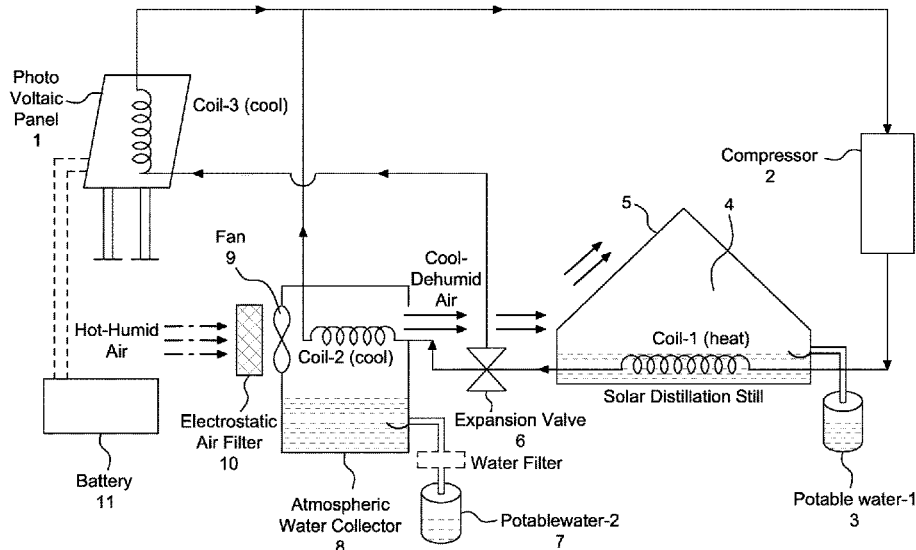 Photo
Voltaic
Panel
1
Coil-3 (cool)
Compressor
2
Fan
9
Cool-
Dehumid
Air
5
4
Hot-Humid
Air
Coil-2 (cool)
Coil-1 (heat)
Solar Distillation Still
Electrostatic
Air Filter
10
Expansion Valve
6
Water Filter
Battery
11
Atmospheric
Water Collector
8
Potablewater-2
7
Potable water-1
3